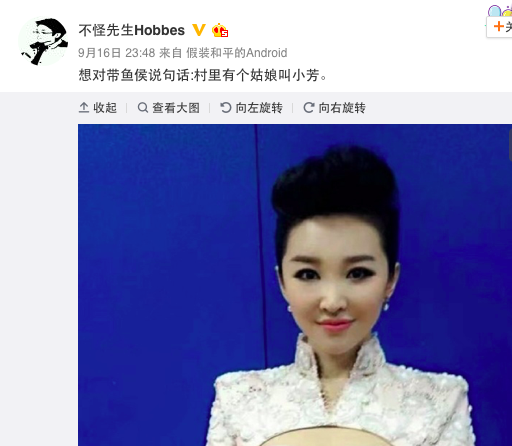 不怪先生Hobbes
9月16日 23:48 来自 假装和平的Android
想对带鱼侯说句话:村里有个姑娘叫小芳。
收起 查看大图 向左旋转 向右旋转